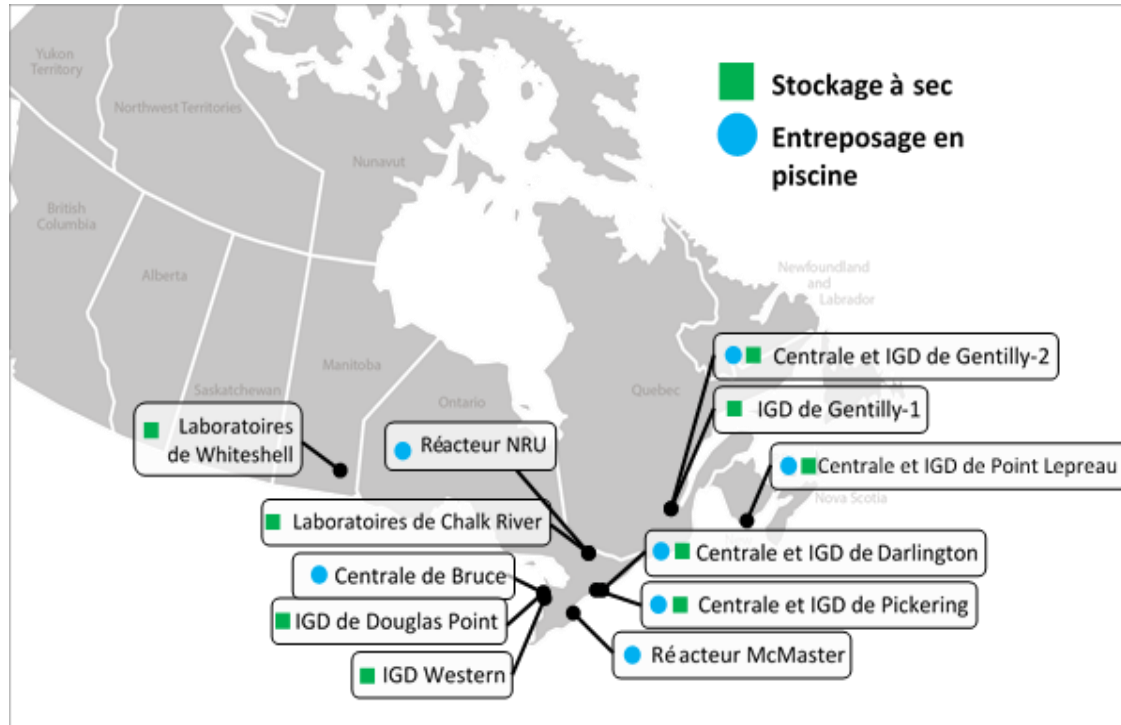 Yukon
Territory
Northwest Territories
Nunavut
British
Columbia
Alberta
Saskatchewan
Manitoba
Ontario
Quebec
Newfoundland
and
Labrador
Nova Scotia
New
Stockage à sec
Entreposage en
piscine
Centrale et IGD de Gentilly-2
IGD de Gentilly-1
Centrale et IGD de Point Lepreau
Laboratoires
de Whiteshell
Réacteur NRU
Laboratoires de Chalk River
Centrale et IGD de Darlington
Centrale de Bruce
Centrale et IGD de Pickering
IGD de Douglas Point
Réacteur McMaster
IGD Western